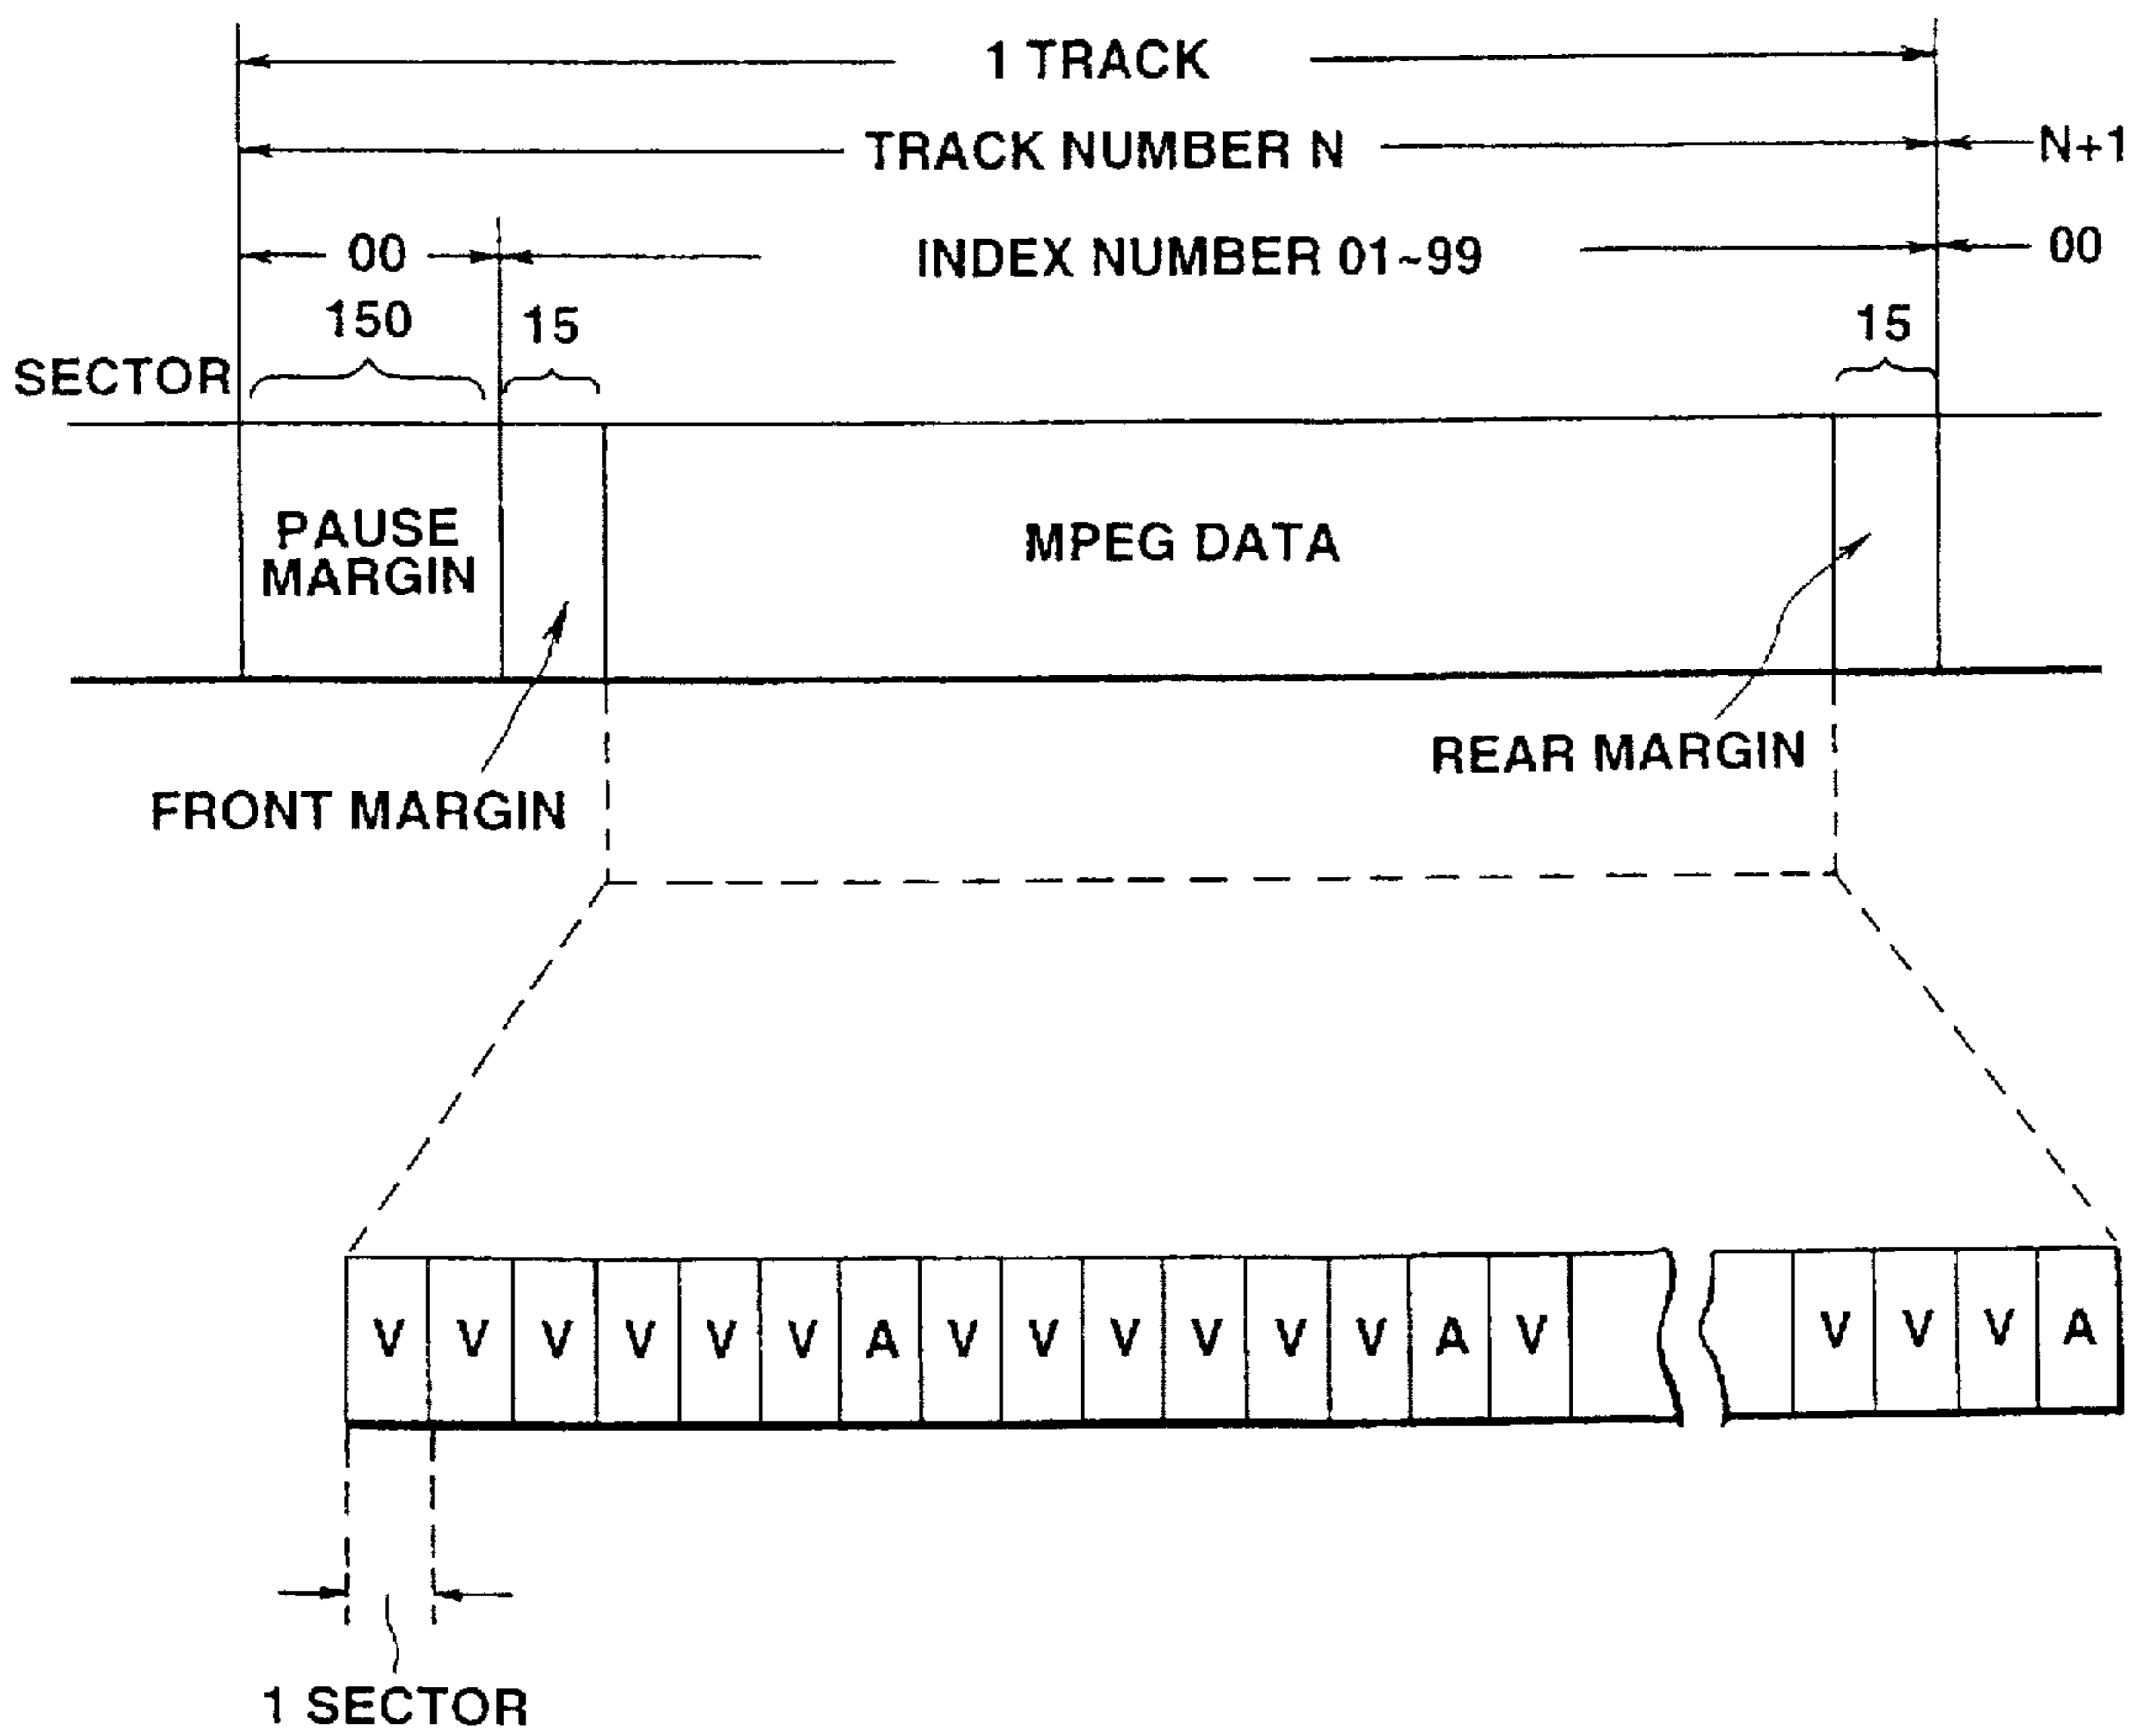 1 TRACK
TRACK NUMBER N
N+1
00
INDEX NUMBER 01~99
00
150
15
15
SECTOR
PAUSE
MARGIN
MPEG DATA
FRONT MARGIN
REAR MARGIN
V V V V V V A V V V V V V A V V V V A
1 SECTOR